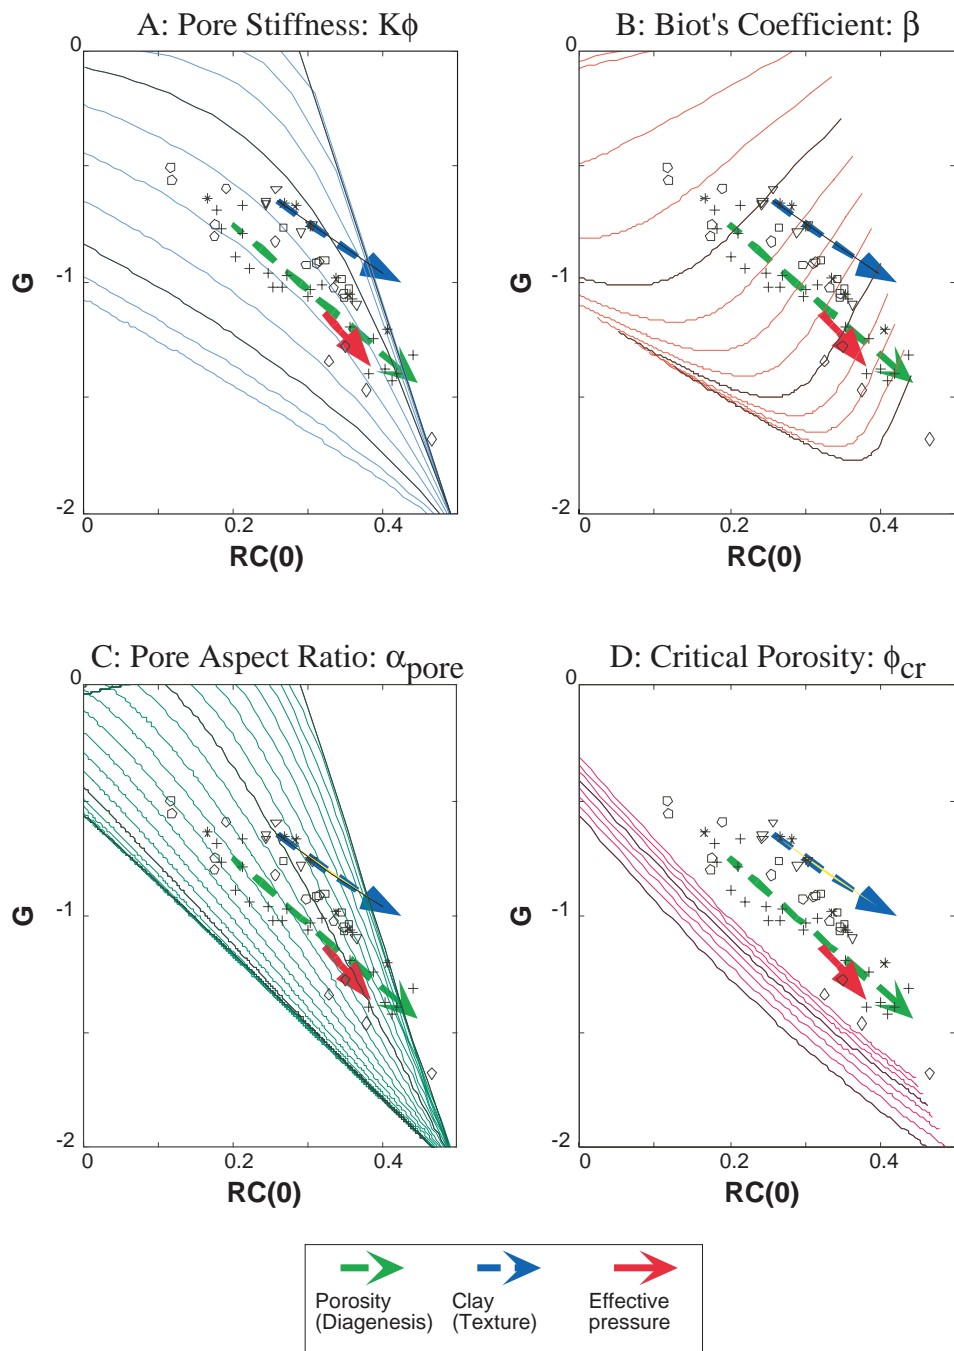 A: Pore Stiffness: Kϕ
B: Biot's Coefficient: β
0
-1
-2
G
0
0.2
0.4
RC(0)
0
-1
-2
G
0
0.2
0.4
RC(0)
C: Pore Aspect Ratio: αpore
D: Critical Porosity: ϕcr
0
-1
-2
G
0
0.2
0.4
RC(0)
0
-1
-2
G
0
0.2
0.4
RC(0)
Porosity
(Diagenesis)
Clay
(Texture)
Effective
pressure